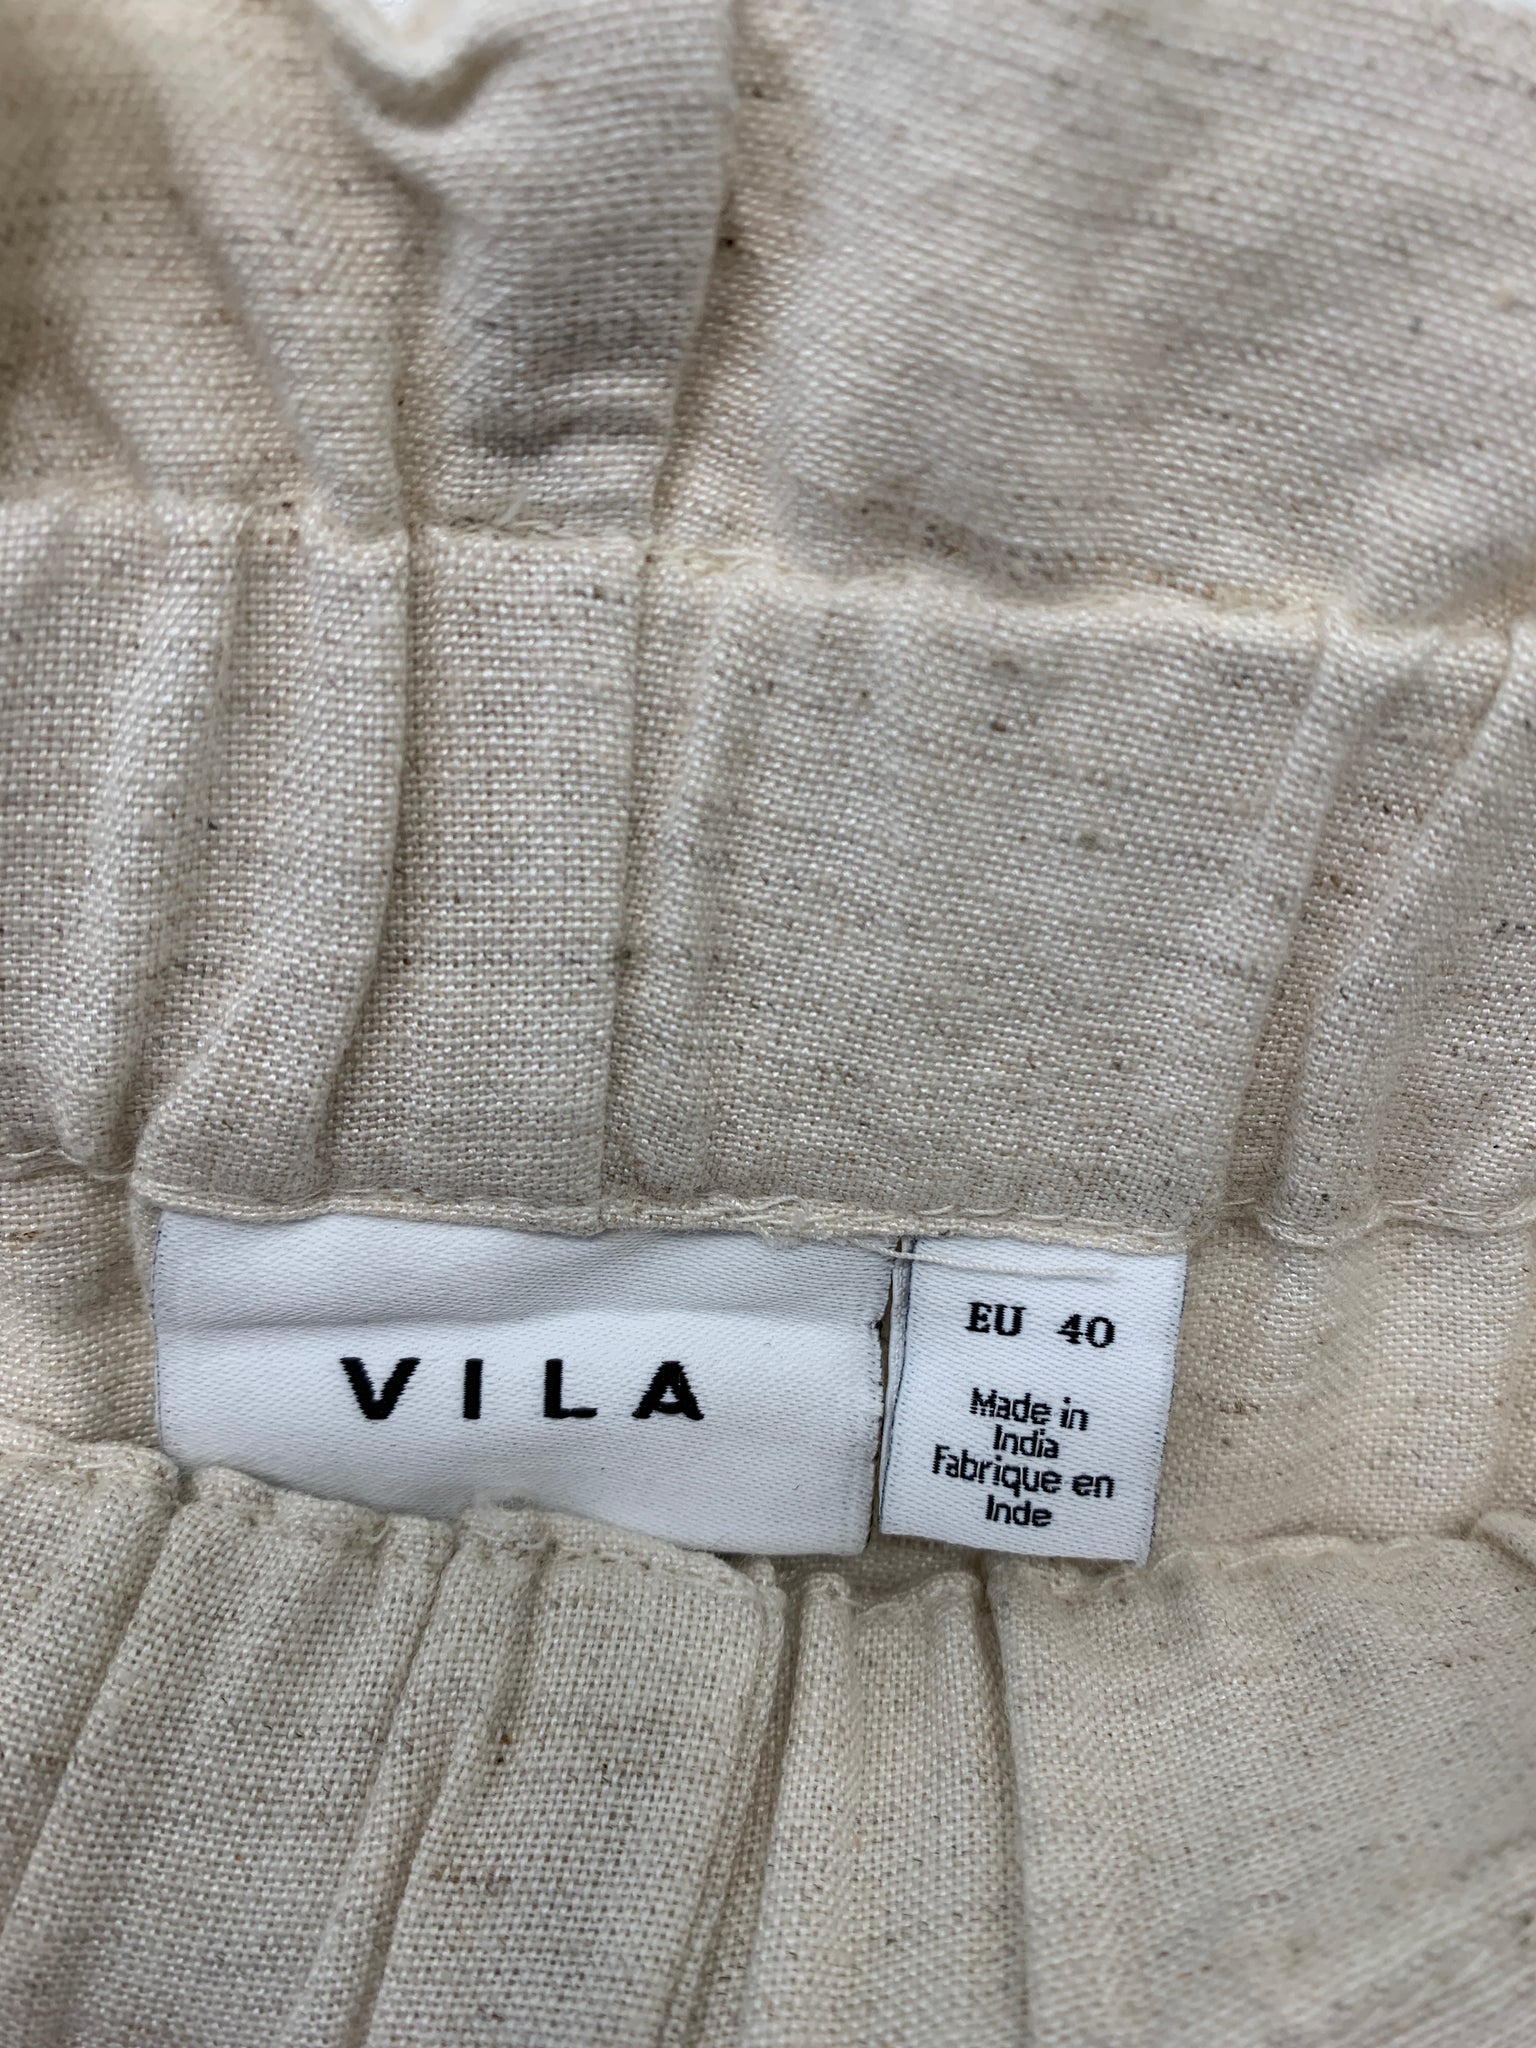 VILA
EU 40
Made in
India
Fabrique en
Inde